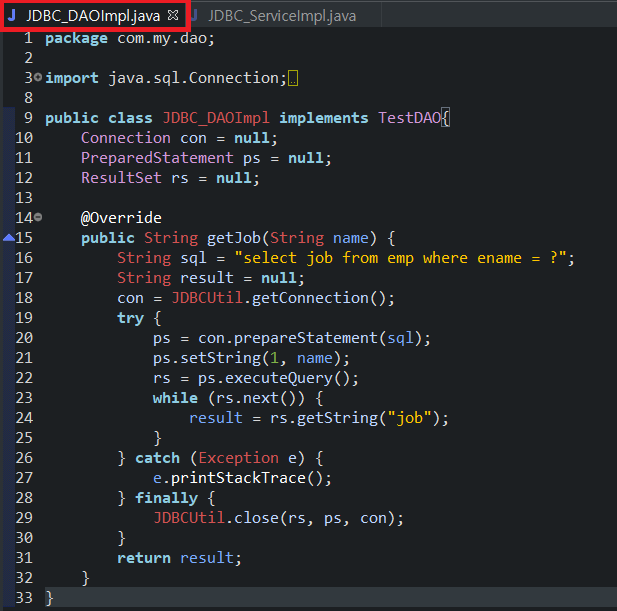 JDBC_DAOImpl.java JDBC_ServiceImpl.java
1 package com.my.dao;
2
3 import java.sql.Connection;
8
9 public class JDBC_DAOImpl implements TestDAO{
10 Connection con = null;
11 PreparedStatement ps = null;
12 ResultSet rs = null;
13
14 @Override
15 public String getJob(String name) {
16 String sql = "select job from emp where ename = ?";
17 String result = null;
18 con = JDBCUtil.getConnection();
19 try {
20 ps = con.prepareStatement(sql);
21 ps.setString(1, name);
22 rs = ps.executeQuery();
23 while (rs.next()) {
24 result = rs.getString("job");
25 }
26 } catch (Exception e) {
27 e.printStackTrace();
28 } finally {
29 JDBCUtil.close(rs, ps, con);
30 }
31 return result;
32 }
33 }